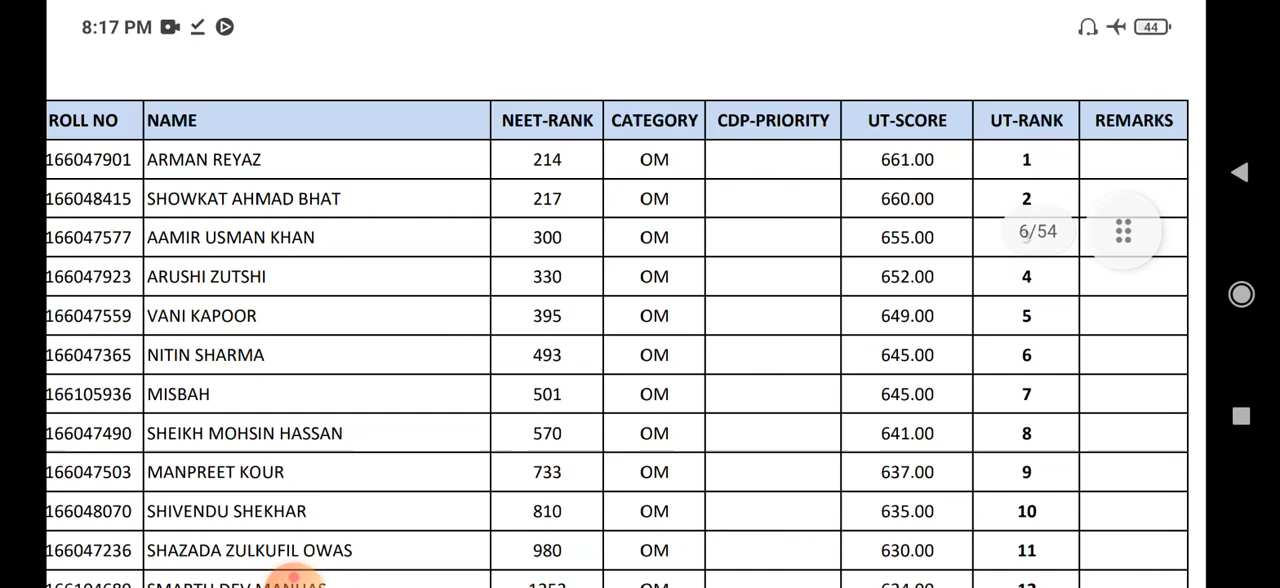 8:17 PM 44
ROLL NO NAME NEET-RANK CATEGORY CDP-PRIORITY UT-SCORE UT-RANK REMARKS
166047901 ARMAN REYAZ 214 OM 661.00 1
166048415 SHOWKAT AHMAD BHAT 217 OM 660.00 2
166047577 AAMIR USMAN KHAN 300 OM 655.00 6/54
166047923 ARUSHI ZUTSHI 330 OM 652.00 4
166047559 VANI KAPOOR 395 OM 649.00 5
166047365 NITIN SHARMA 493 OM 645.00 6
166105936 MISBAH 501 OM 645.00 7
166047490 SHEIKH MOHSIN HASSAN 570 OM 641.00 8
166047503 MANPREET KOUR 733 OM 637.00 9
166048070 SHIVENDU SHEKHAR 810 OM 635.00 10
166047236 SHAZADA ZULKUFIL OWAS 980 OM 630.00 11